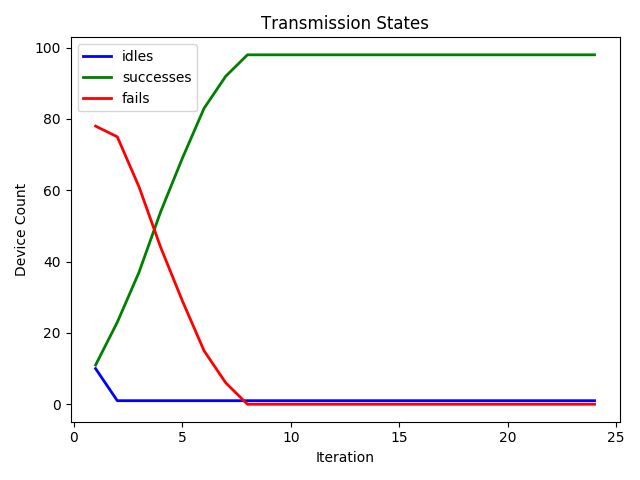 Transmission States
idles
successes
fails
100
80
60
40
20
0
Device Count
0 5 10 15 20 25
Iteration